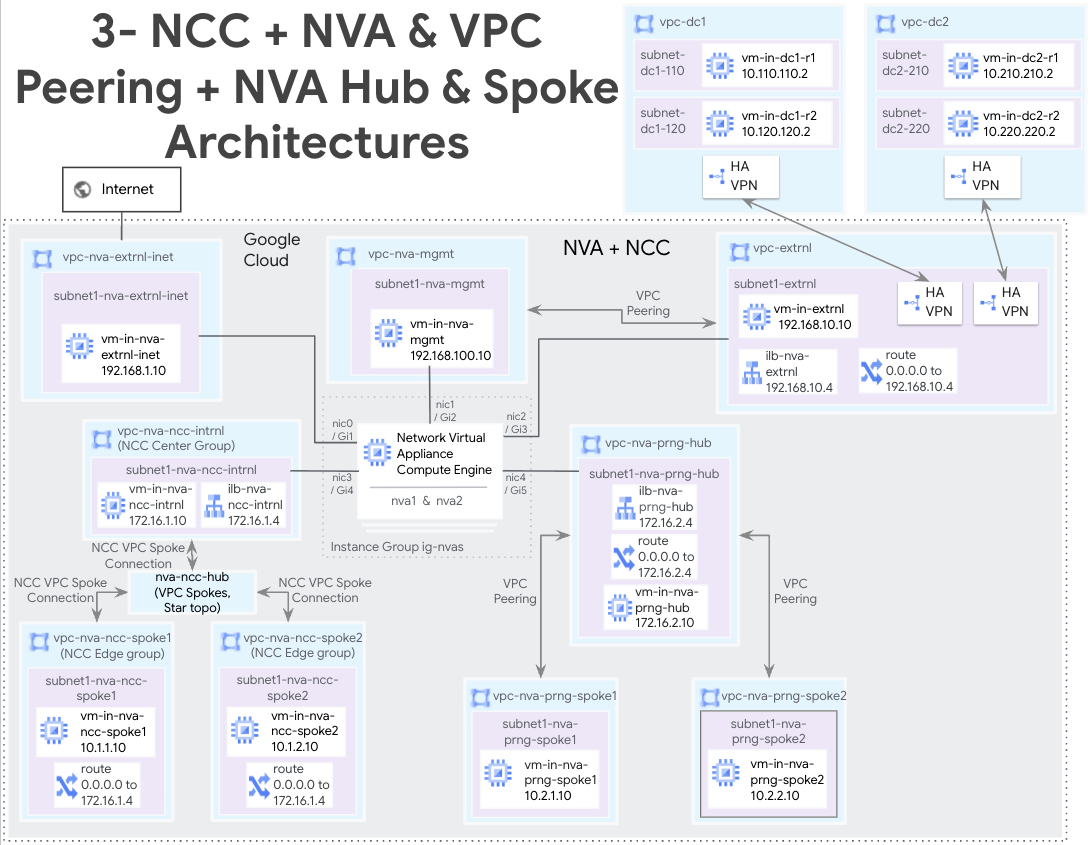 3- NCC + NVA & VPC
Peering + NVA Hub & Spoke
Architectures
vpc-dc1
subnet-
dc1-110
vm-in-dc1-r1
10.110.110.2
subnet-
dc1-120
vm-in-dc1-r2
10.120.120.2
HA
VPN
vpc-dc2
subnet-
dc2-210
vm-in-dc2-r1
10.210.210.2
subnet-
dc2-220
vm-in-dc2-r2
10.220.220.2
HA
VPN
Internet
Google
Cloud
NVA + NCC
vpc-nva-extrnl-inet
subnet1-nva-extrnl-inet
vm-in-nva-
extrnl-inet
192.168.1.10
vpc-nva-mgmt
subnet1-nva-mgmt
vm-in-nva-
mgmt
192.168.100.10
VPC
Peering
vpc-extrnl
subnet1-extrnl
vm-in-extrnl
192.168.10.10
HA
VPN
HA
VPN
ilb-nva-
extrnl
192.168.10.4
route
0.0.0.0 to
192.168.10.4
nic0
/ Gi1
nic1
/ Gi2
nic2
/ Gi3
nic3
/ Gi4
nic4
/ Gi5
Network Virtual
Appliance
Compute Engine
nva1 & nva2
Instance Group ig-nvas
vpc-nva-ncc-intrnl
(NCC Center Group)
subnet1-nva-ncc-intrnl
vm-in-nva-
ncc-intrnl
172.16.1.10
ilb-nva-
ncc-intrnl
172.16.1.4
NCC VPC Spoke
Connection
nva-ncc-hub
(VPC Spokes,
Star topo)
NCC VPC Spoke
Connection
NCC VPC Spoke
Connection
vpc-nva-ncc-spoke1
(NCC Edge group)
subnet1-nva-ncc-
spoke1
vm-in-nva-
ncc-spoke1
10.1.1.10
route
0.0.0.0 to
172.16.1.4
vpc-nva-ncc-spoke2
(NCC Edge group)
subnet1-nva-ncc-
spoke2
vm-in-nva-
ncc-spoke2
10.1.2.10
route
0.0.0.0 to
172.16.1.4
vpc-nva-prng-hub
subnet1-nva-prng-hub
ilb-nva-
prng-hub
172.16.2.4
route
0.0.0.0 to
172.16.2.4
vm-in-nva-
prng-hub
172.16.2.10
VPC
Peering
VPC
Peering
vpc-nva-prng-spoke1
subnet1-nva-
prng-spoke1
vm-in-nva-
prng-spoke1
10.2.1.10
vpc-nva-prng-spoke2
subnet1-nva-
prng-spoke2
vm-in-nva-
prng-spoke2
10.2.2.10